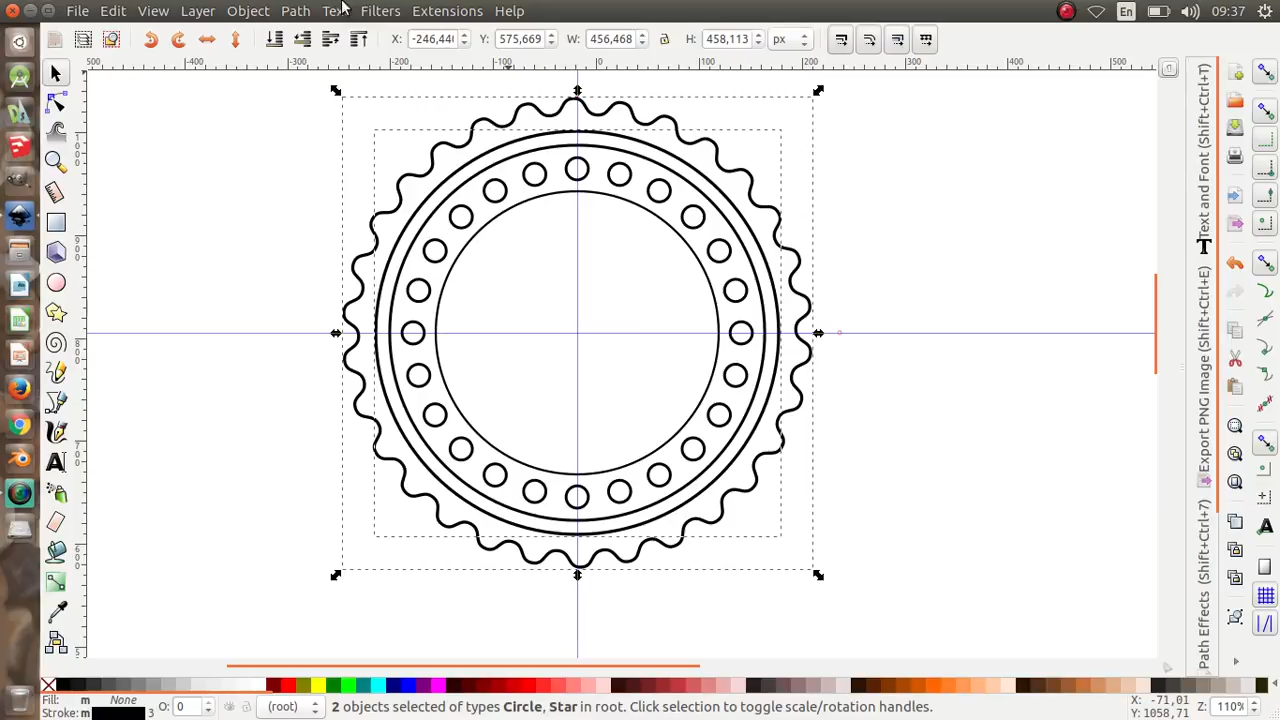 View Layer Object Path Text Filters Extensions Help
File Edit
En
09:37
X: -246,44
Y: 575,669
W: 456,468
H: 458,113
px
500 -400 -300 -200 -100 0 100 200 300 400 500
Text and Font (Shift+Ctrl+T)
Export PNG Image (Shift+Ctrl+E)
Path Effects (Shift+Ctrl+7)
Fill: m None
Stroke: m 3
O: 0
(root)
2 objects selected of types Circle, Star in root. Click selection to toggle scale/rotation handles.
X: -71,01
Y: 1058,71
Z: 110%